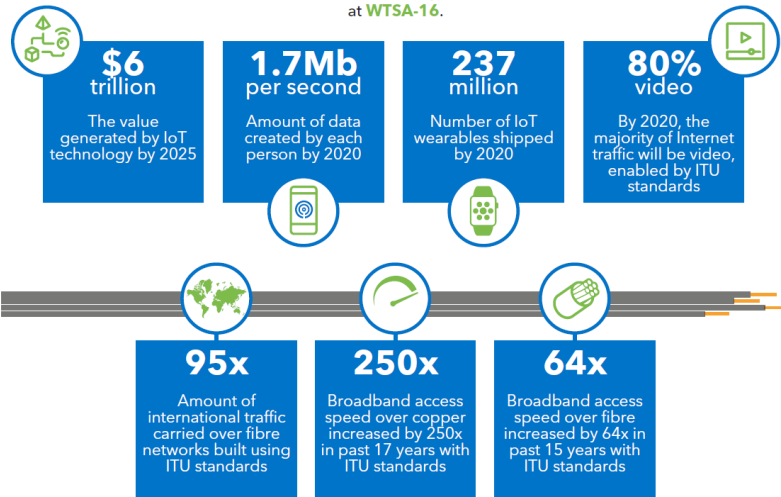 at WTSA-16.
$6
trillion
The value
generated by IoT
technology by 2025
1.7Mb
per second
Amount of data
created by each
person by 2020
237
million
Number of IoT
wearables shipped
by 2020
80%
video
By 2020, the
majority of Internet
traffic will be video,
enabled by ITU
standards
95x
Amount of
international traffic
carried over fibre
networks built using
ITU standards
250x
Broadband access
speed over copper
increased by 250x
in past 17 years with
ITU standards
64x
Broadband access
speed over fibre
increased by 64x in
past 15 years with
ITU standards